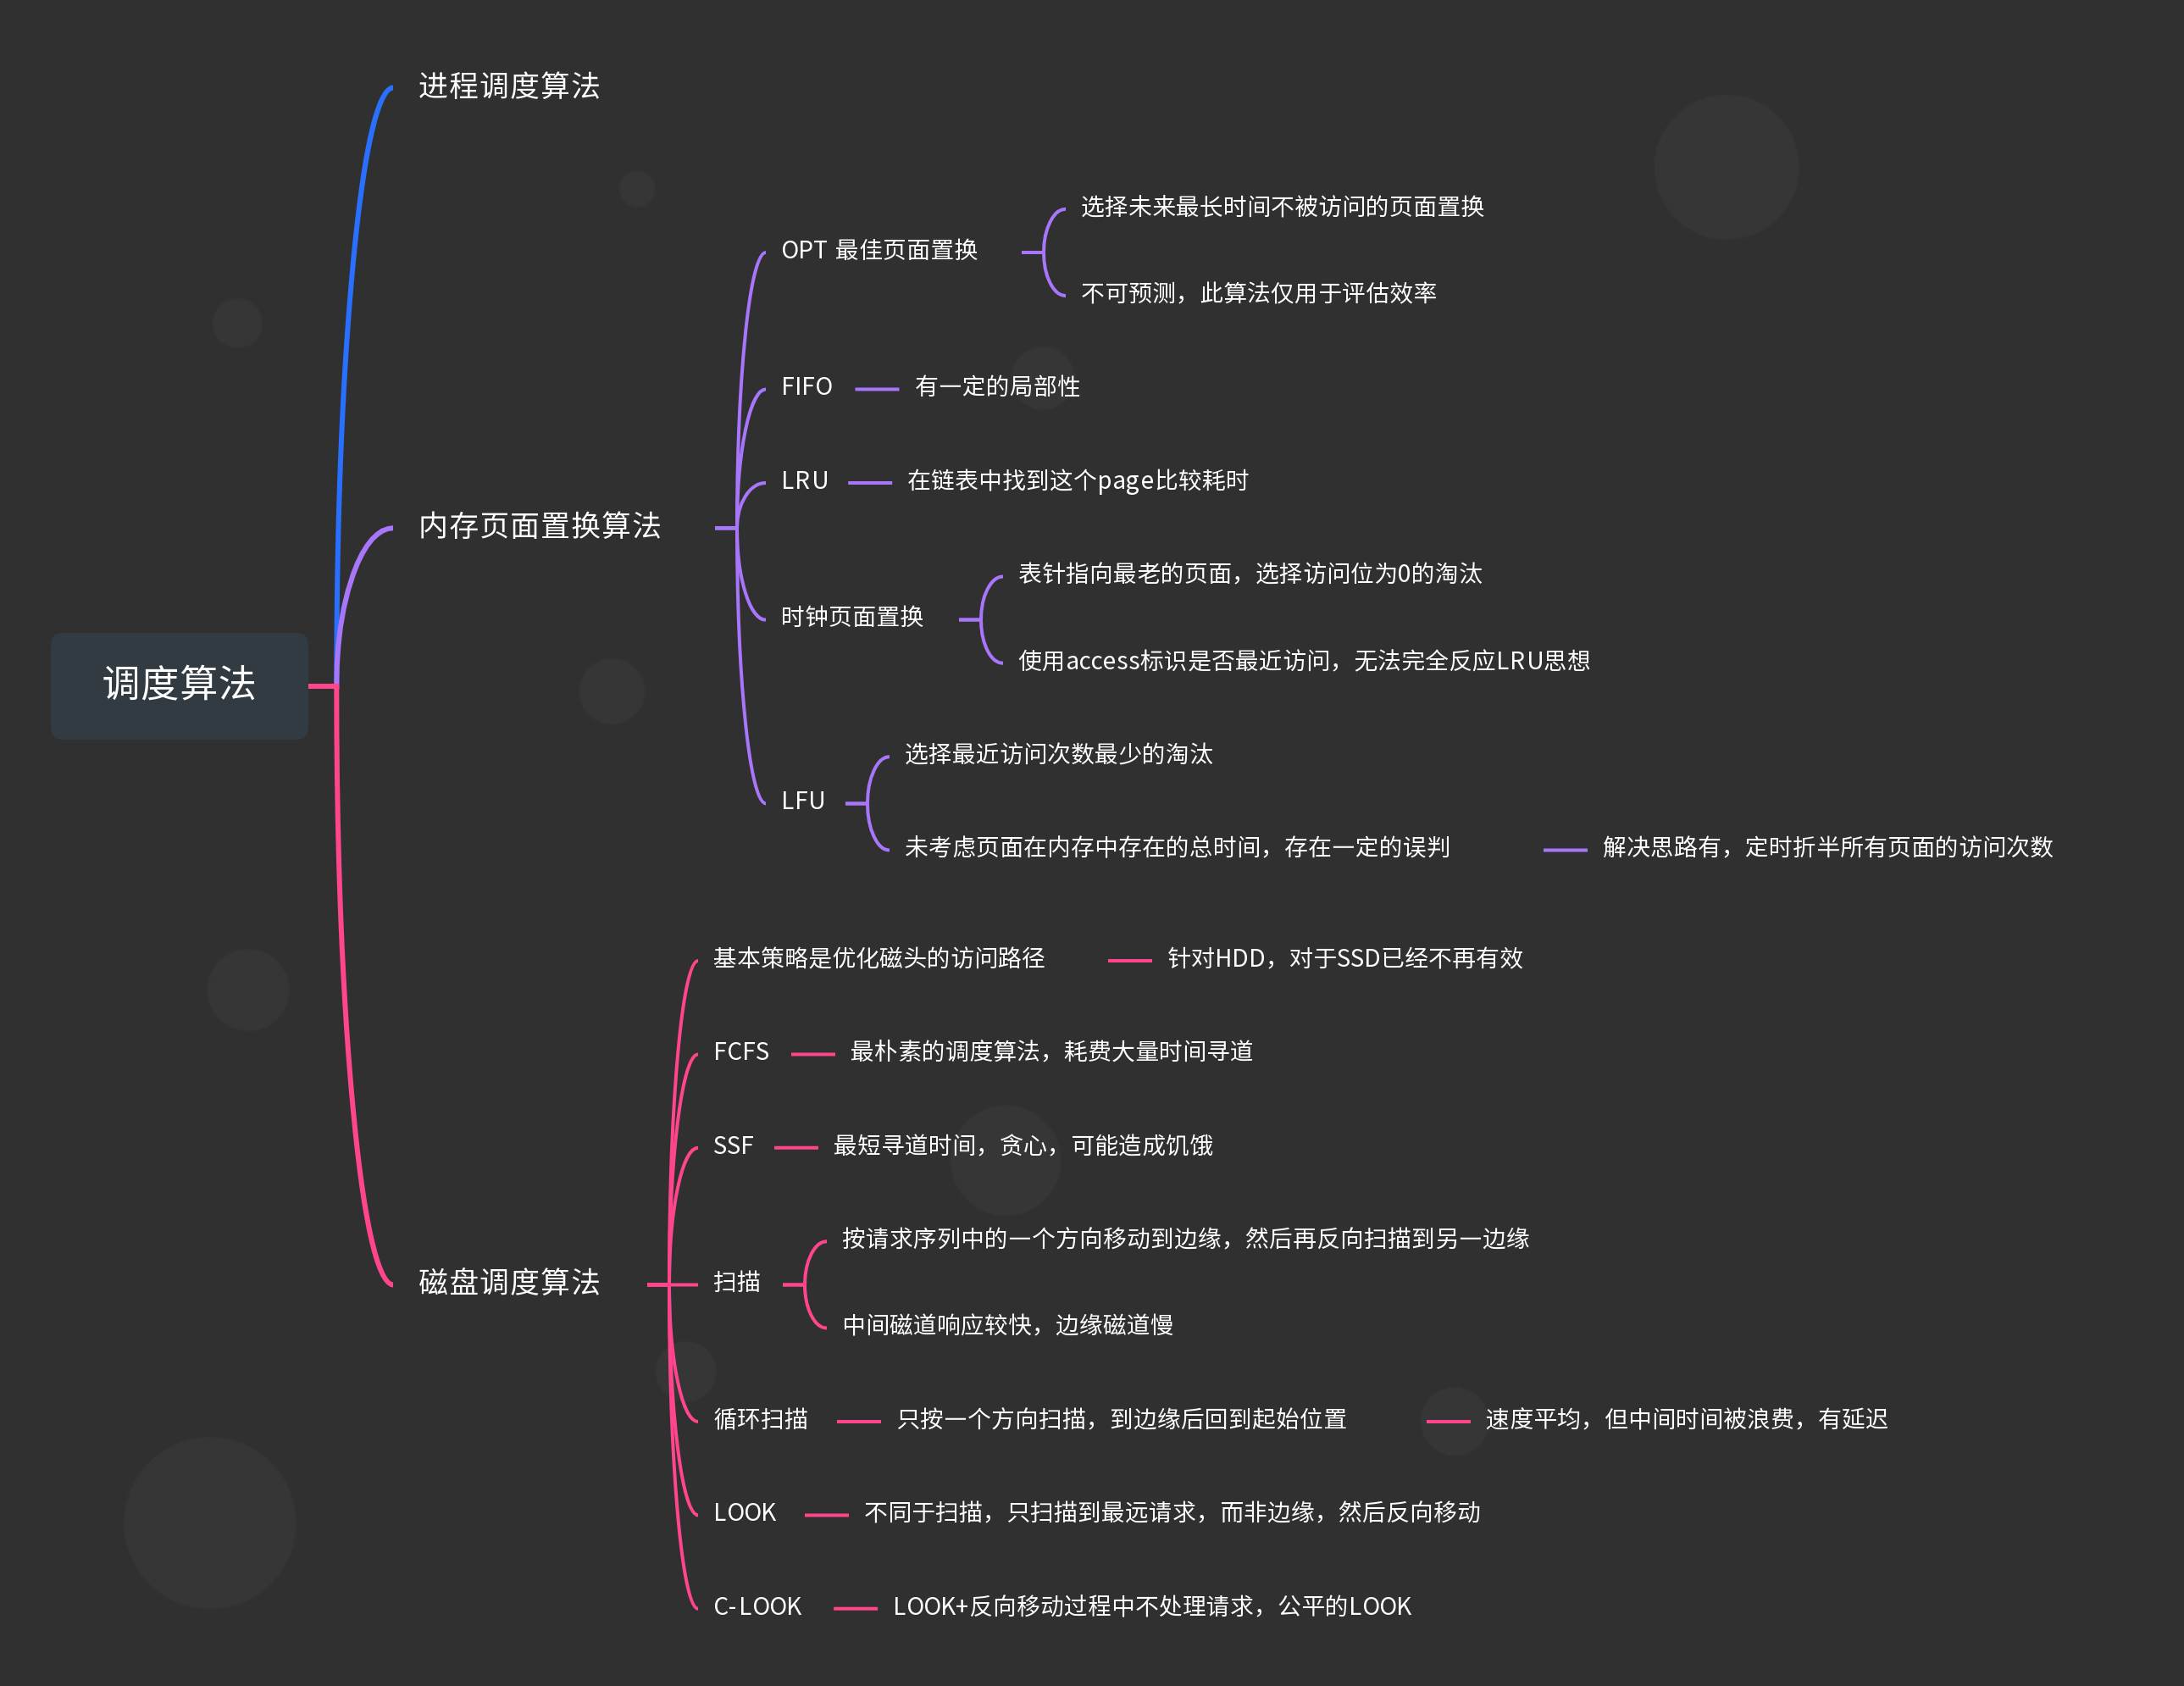 调度算法
进程调度算法
内存页面置换算法
OPT 最佳页面置换
选择未来最长时间不被访问的页面置换
不可预测，此算法仅用于评估效率
FIFO
有一定的局部性
LRU
在链表中找到这个page比较耗时
时钟页面置换
表针指向最老的页面，选择访问位为0的淘汰
使用access标识是否最近访问，无法完全反应LRU思想
LFU
选择最近访问次数最少的淘汰
未考虑页面在内存中存在的总时间，存在一定的误判
解决思路有，定时折半所有页面的访问次数
磁盘调度算法
基本策略是优化磁头的访问路径
针对HDD，对于SSD已经不再有效
FCFS
最朴素的调度算法，耗费大量时间寻道
SSF
最短寻道时间，贪心，可能造成饥饿
扫描
按请求序列中的一个方向移动到边缘，然后再反向扫描到另一边缘
中间磁道响应较快，边缘磁道慢
循环扫描
只按一个方向扫描，到边缘后回到起始位置
速度平均，但中间时间被浪费，有延迟
LOOK
不同于扫描，只扫描到最远请求，而非边缘，然后反向移动
C-LOOK
LOOK+反向移动过程中不处理请求，公平的LOOK